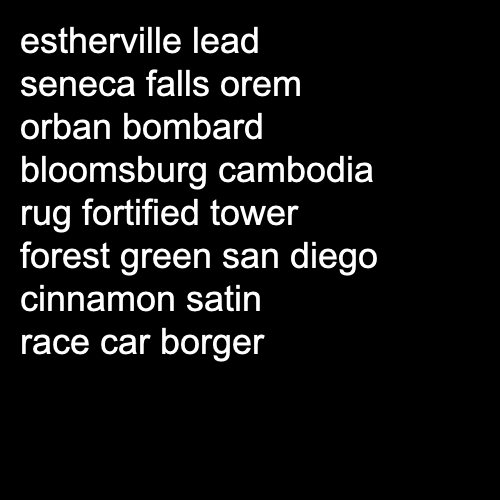 estherville lead
seneca falls orem
orban bombard
bloomsburg cambodia
rug fortified tower
forest green san diego
cinnamon satin
race car borger